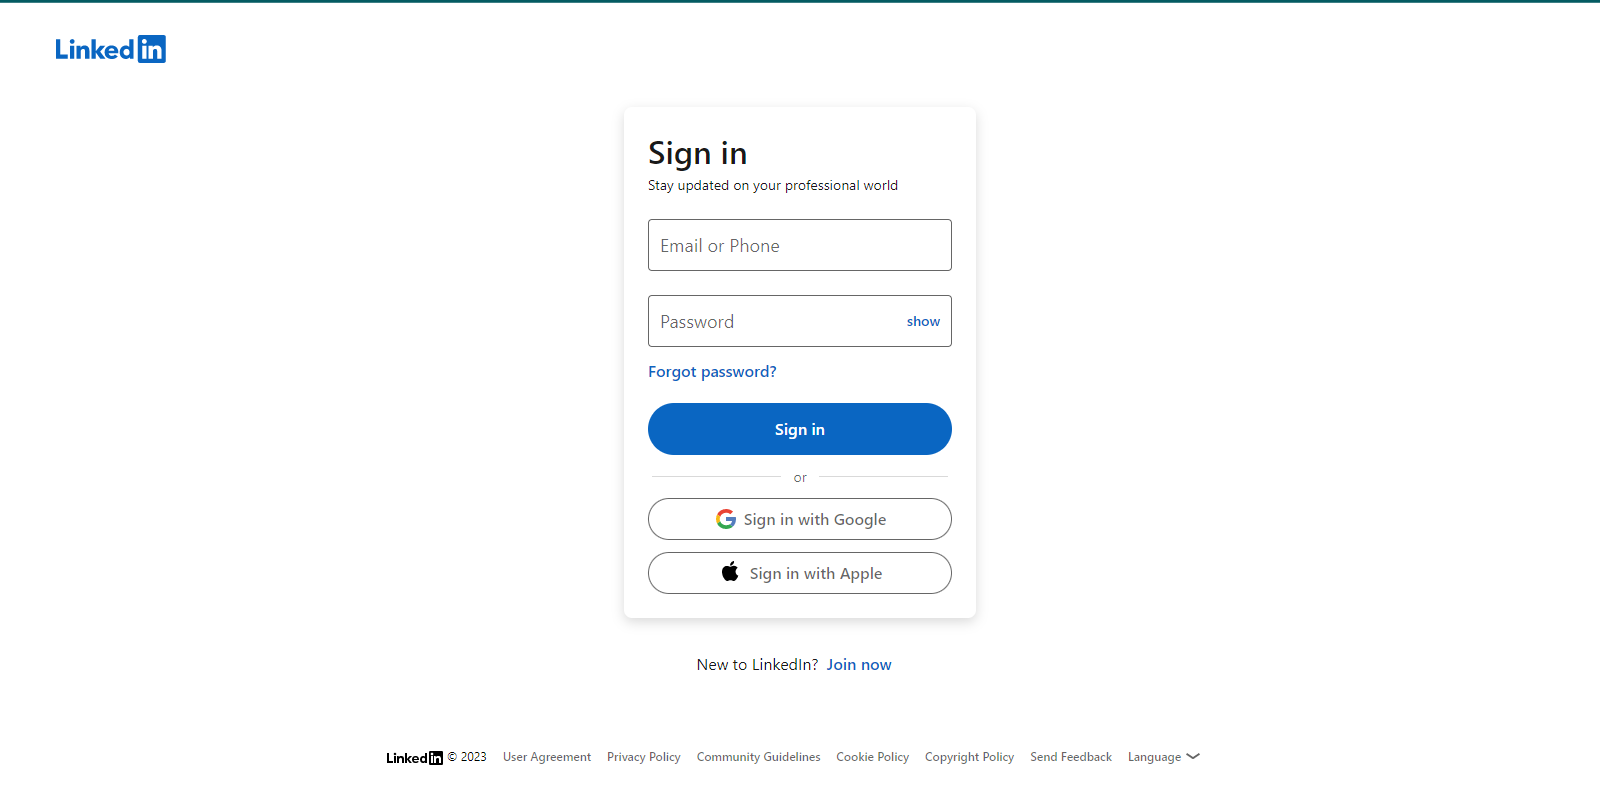 Linkedin
Sign in
Stay updated on your professional world
Email or Phone
Password show
Forgot password?
Sign in
or
Sign in with Google
Sign in with Apple
New to LinkedIn? Join now
Linkedin © 2023 User Agreement Privacy Policy Community Guidelines Cookie Policy Copyright Policy Send Feedback Language